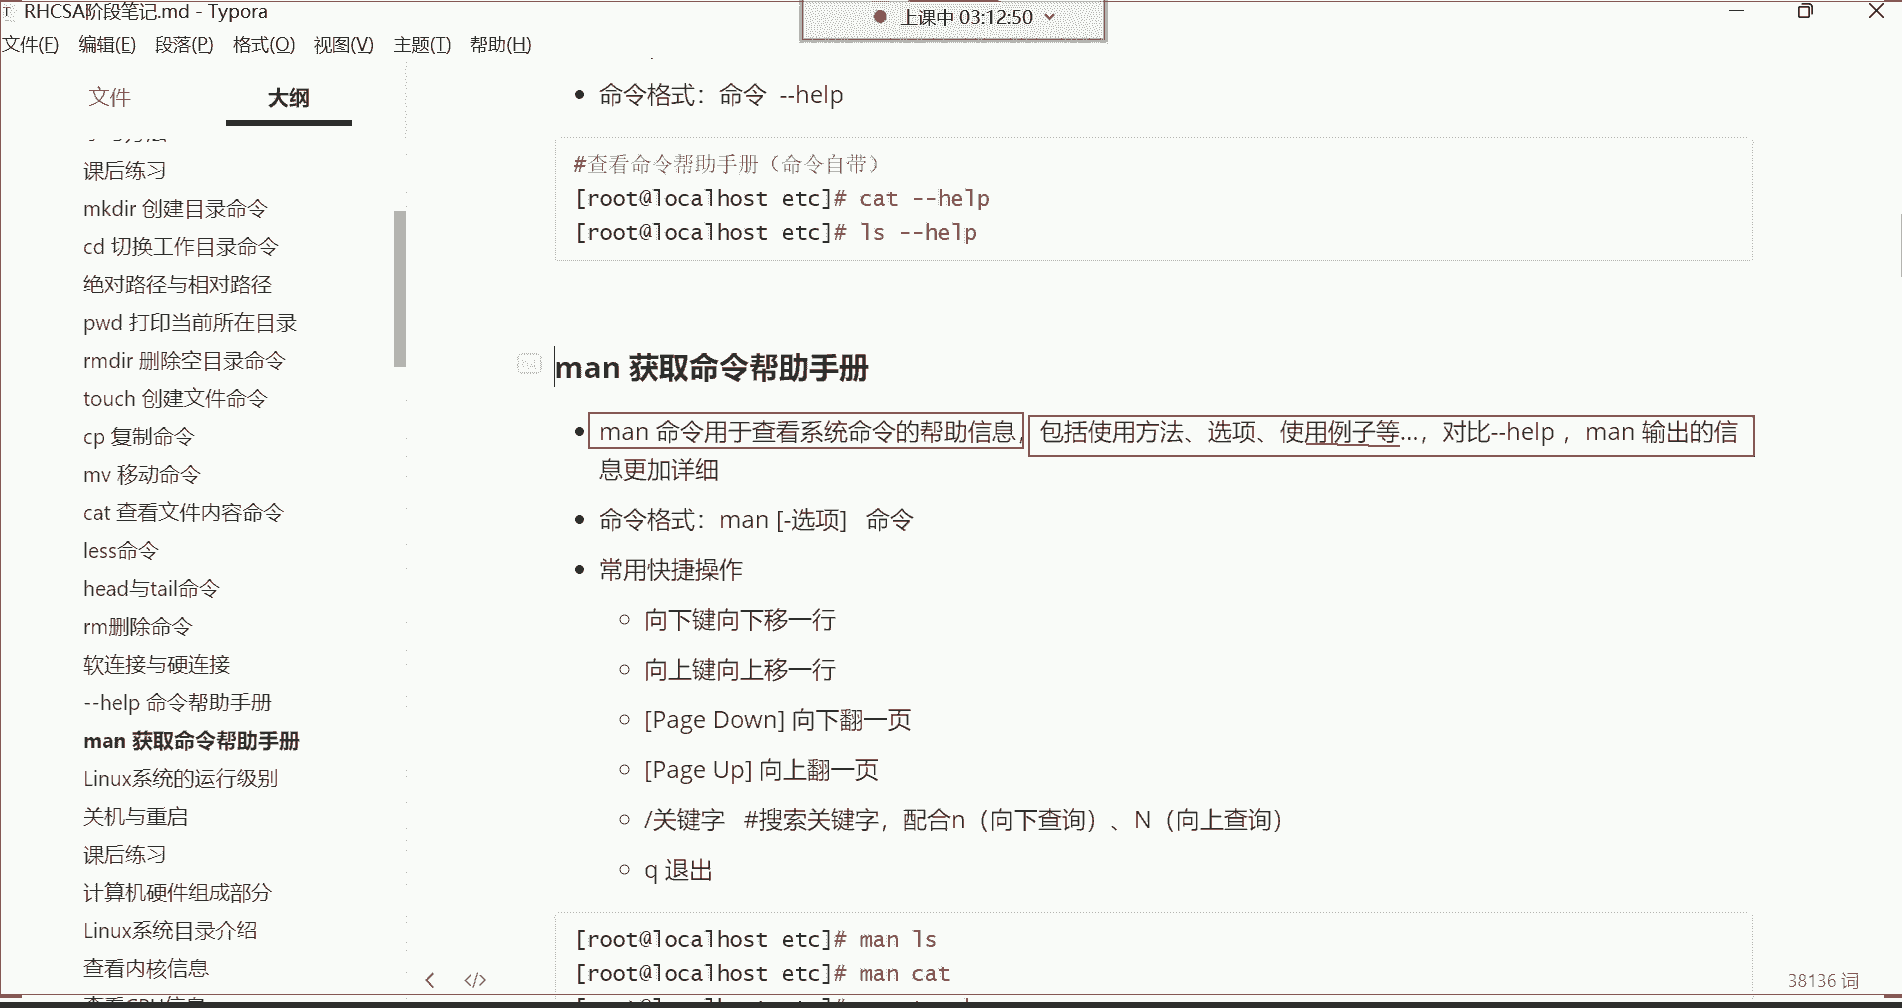 RHCSA阶段笔记.md - Typora
上课中 03:12:50
文件(F) 编辑(E) 段落(P) 格式(O) 视图(V) 主题(T) 帮助(H)
文件 大纲
课后练习
mkdir 创建目录命令
cd 切换工作目录命令
绝对路径与相对路径
pwd 打印当前所在目录
rmdir 删除空目录命令
touch 创建文件命令
cp 复制命令
mv 移动命令
cat 查看文件内容命令
less命令
head与tail命令
rm删除命令
软连接与硬连接
--help 命令帮助手册
man 获取命令帮助手册
Linux系统的运行级别
关机与重启
课后练习
计算机硬件组成部分
Linux系统目录介绍
查看内核信息
命令格式：命令 --help
#查看命令帮助手册（命令自带）
[root@localhost etc]# cat --help
[root@localhost etc]# ls --help
man 获取命令帮助手册
man 命令用于查看系统命令的帮助信息，包括使用方法、选项、使用例子等...，对比--help ，man 输出的信
息更加详细
命令格式：man [-选项] 命令
常用快捷操作
向下键向下移一行
向上键向上移一行
[Page Down] 向下翻一页
[Page Up] 向上翻一页
/关键字 #搜索关键字，配合n（向下查询）、N（向上查询）
q 退出
[root@localhost etc]# man ls
[root@localhost etc]# man cat
38136 词